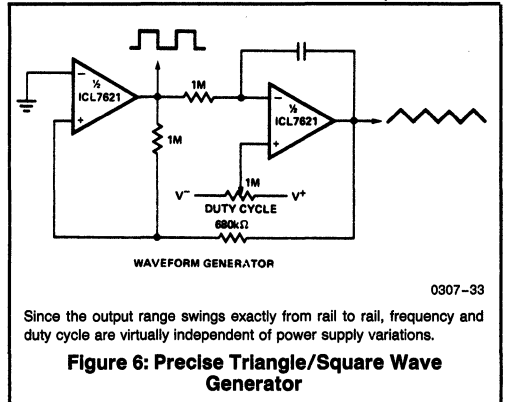 −
½
ICL7621
+
1M
1M
−
½
ICL7621
+
1M
V−
V+
DUTY CYCLE
680kΩ
WAVEFORM GENERATOR
0307–33
Since the output range swings exactly from rail to rail, frequency and
duty cycle are virtually independent of power supply variations.
Figure 6: Precise Triangle/Square Wave
Generator